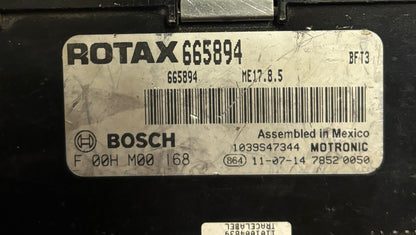 ROTAX 665894 BFT3
665894 ME17.8.5
BOSCH Assembled in Mexico
1039S47344 MOTRONIC
F 00H M00 168 864 11-07-14 7852 0050
TRACELABEL